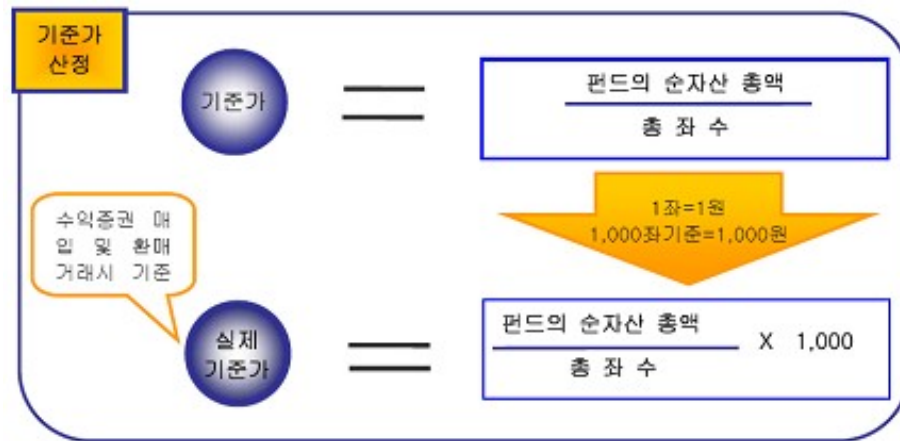 기준가
산정
기준가
펀드의 순자산 총액
총 좌 수
1좌=1원
1,000좌기준=1,000원
수익증권 매
입 및 환매
거래시 기준
실제
기준가
펀드의 순자산 총액
총 좌 수
X 1,000